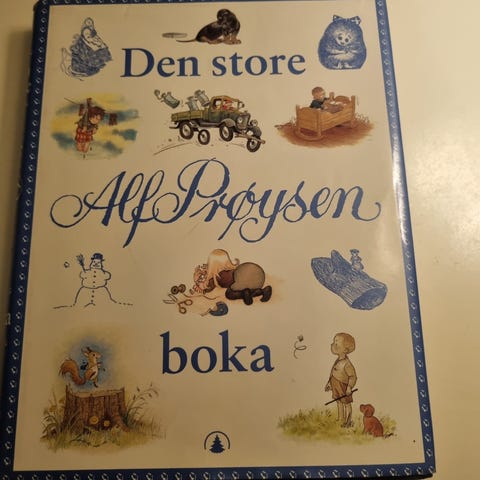 Den store
Alf Prøysen
boka